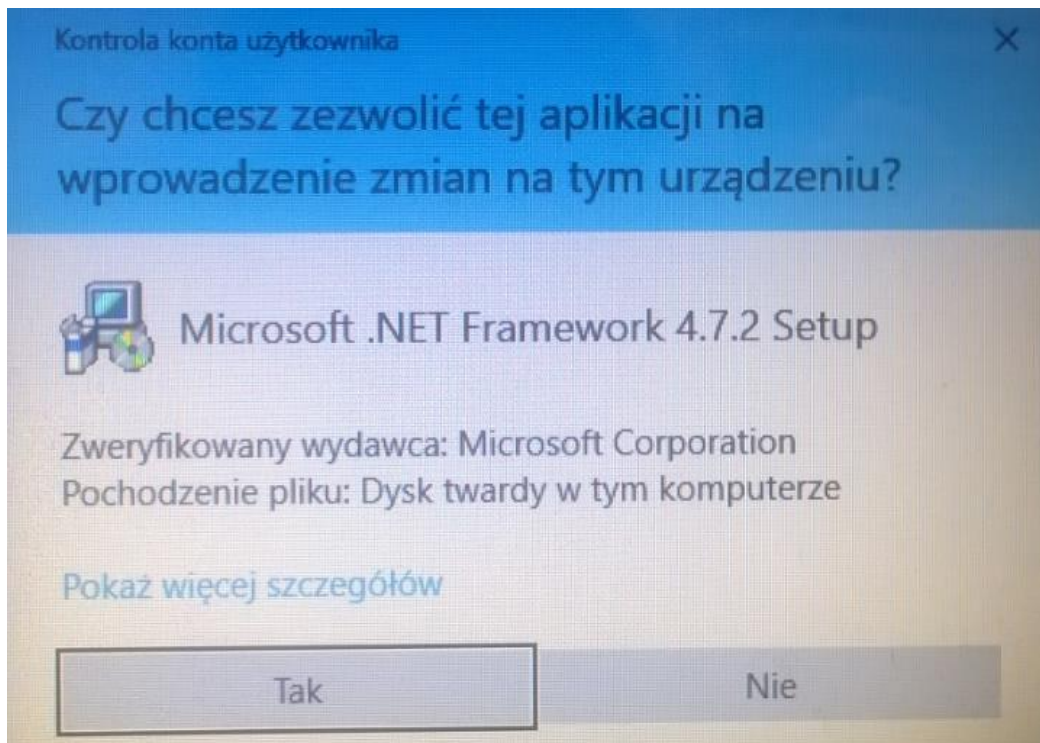 Kontrola konta użytkownika
Czy chcesz zezwolić tej aplikacji na
wprowadzenie zmian na tym urządzeniu?
Microsoft .NET Framework 4.7.2 Setup
Zweryfikowany wydawca: Microsoft Corporation
Pochodzenie pliku: Dysk twardy w tym komputerze
Pokaż więcej szczegółów
Tak
Nie